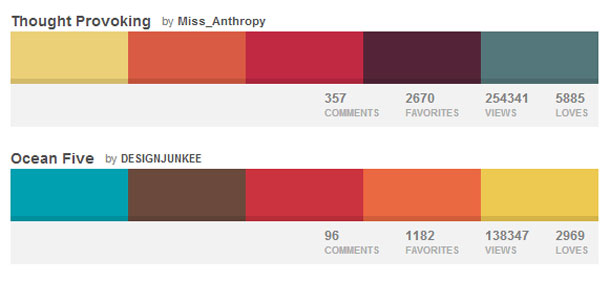 Thought Provoking by Miss_Anthropy
357 2670 254341 5885
COMMENTS FAVORITES VIEWS LOVES
Ocean Five by DESIGNJUNKEE
96 1182 138347 2969
COMMENTS FAVORITES VIEWS LOVES